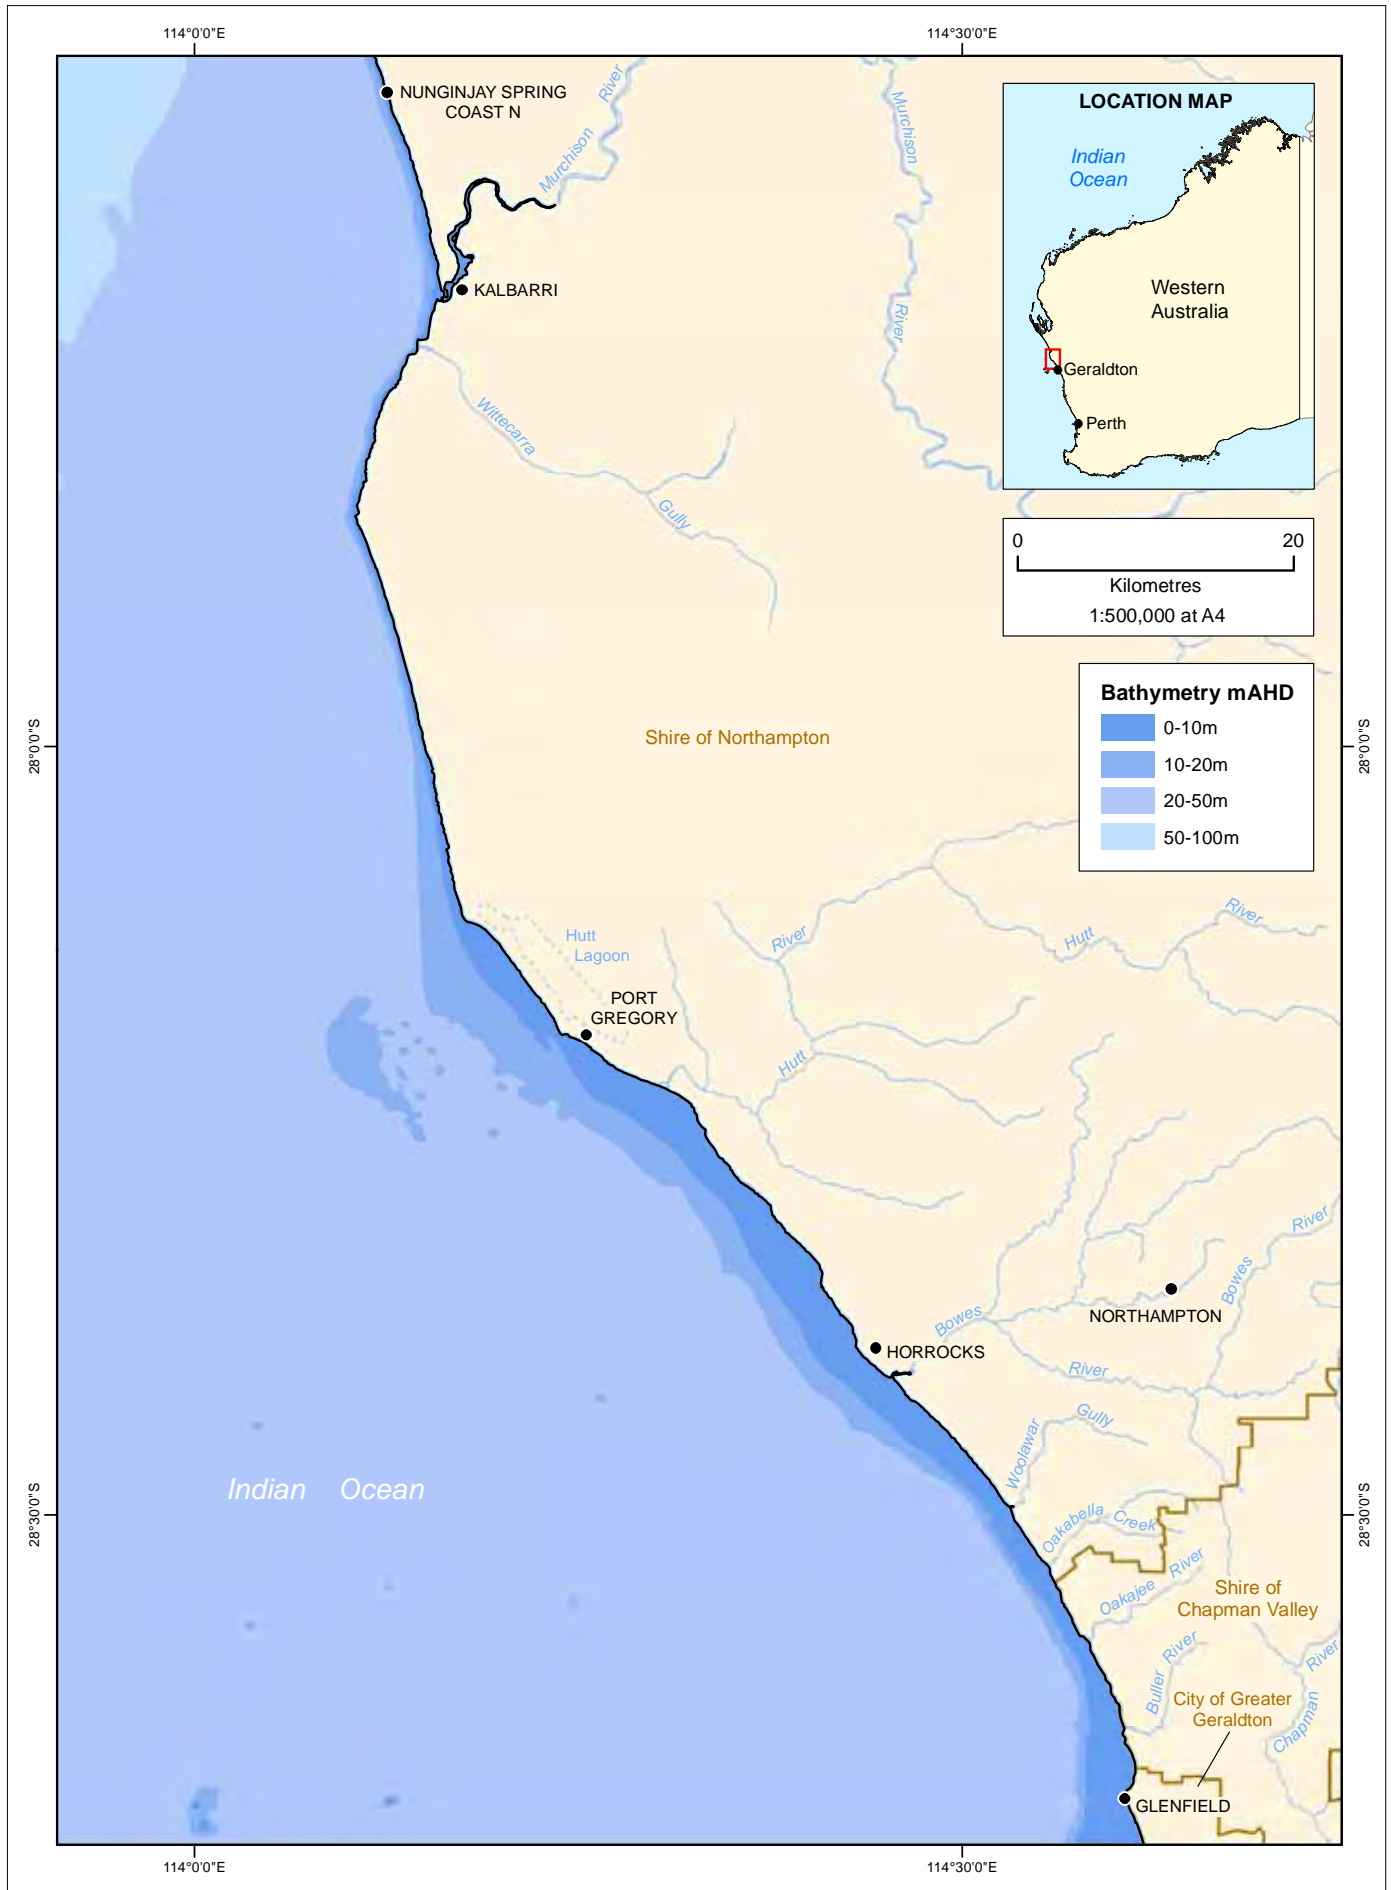 114°0'0"E
114°30'0"E
NUNGINJAY SPRING
COAST N
Murchison
River
Murchison
River
LOCATION MAP
Indian
Ocean
Western
Australia
Geraldton
Perth
KALBARRI
Wittecarra
Gully
0
20
Kilometres
1:500,000 at A4
Bathymetry mAHD
0-10m
10-20m
20-50m
50-100m
28°0'0"S
28°0'0"S
Shire of Northampton
Hutt
Lagoon
River
Hutt
River
PORT
GREGORY
Hutt
River
Bowes
NORTHAMPTON
Bowes
HORROCKS
River
Gully
Woolawar
Indian Ocean
28°30'0"S
28°30'0"S
Oakabella Creek
Oakajee River
Shire of
Chapman Valley
Buller River
River
Chapman
City of Greater
Geraldton
GLENFIELD
114°0'0"E
114°30'0"E